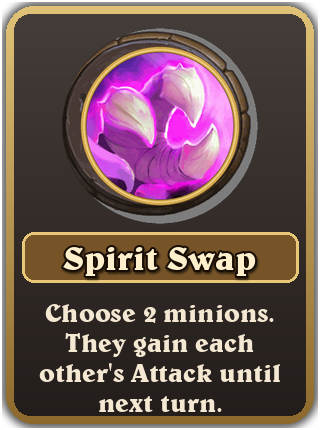 Spirit Swap
Choose 2 minions.
They gain each
other's Attack until
next turn.